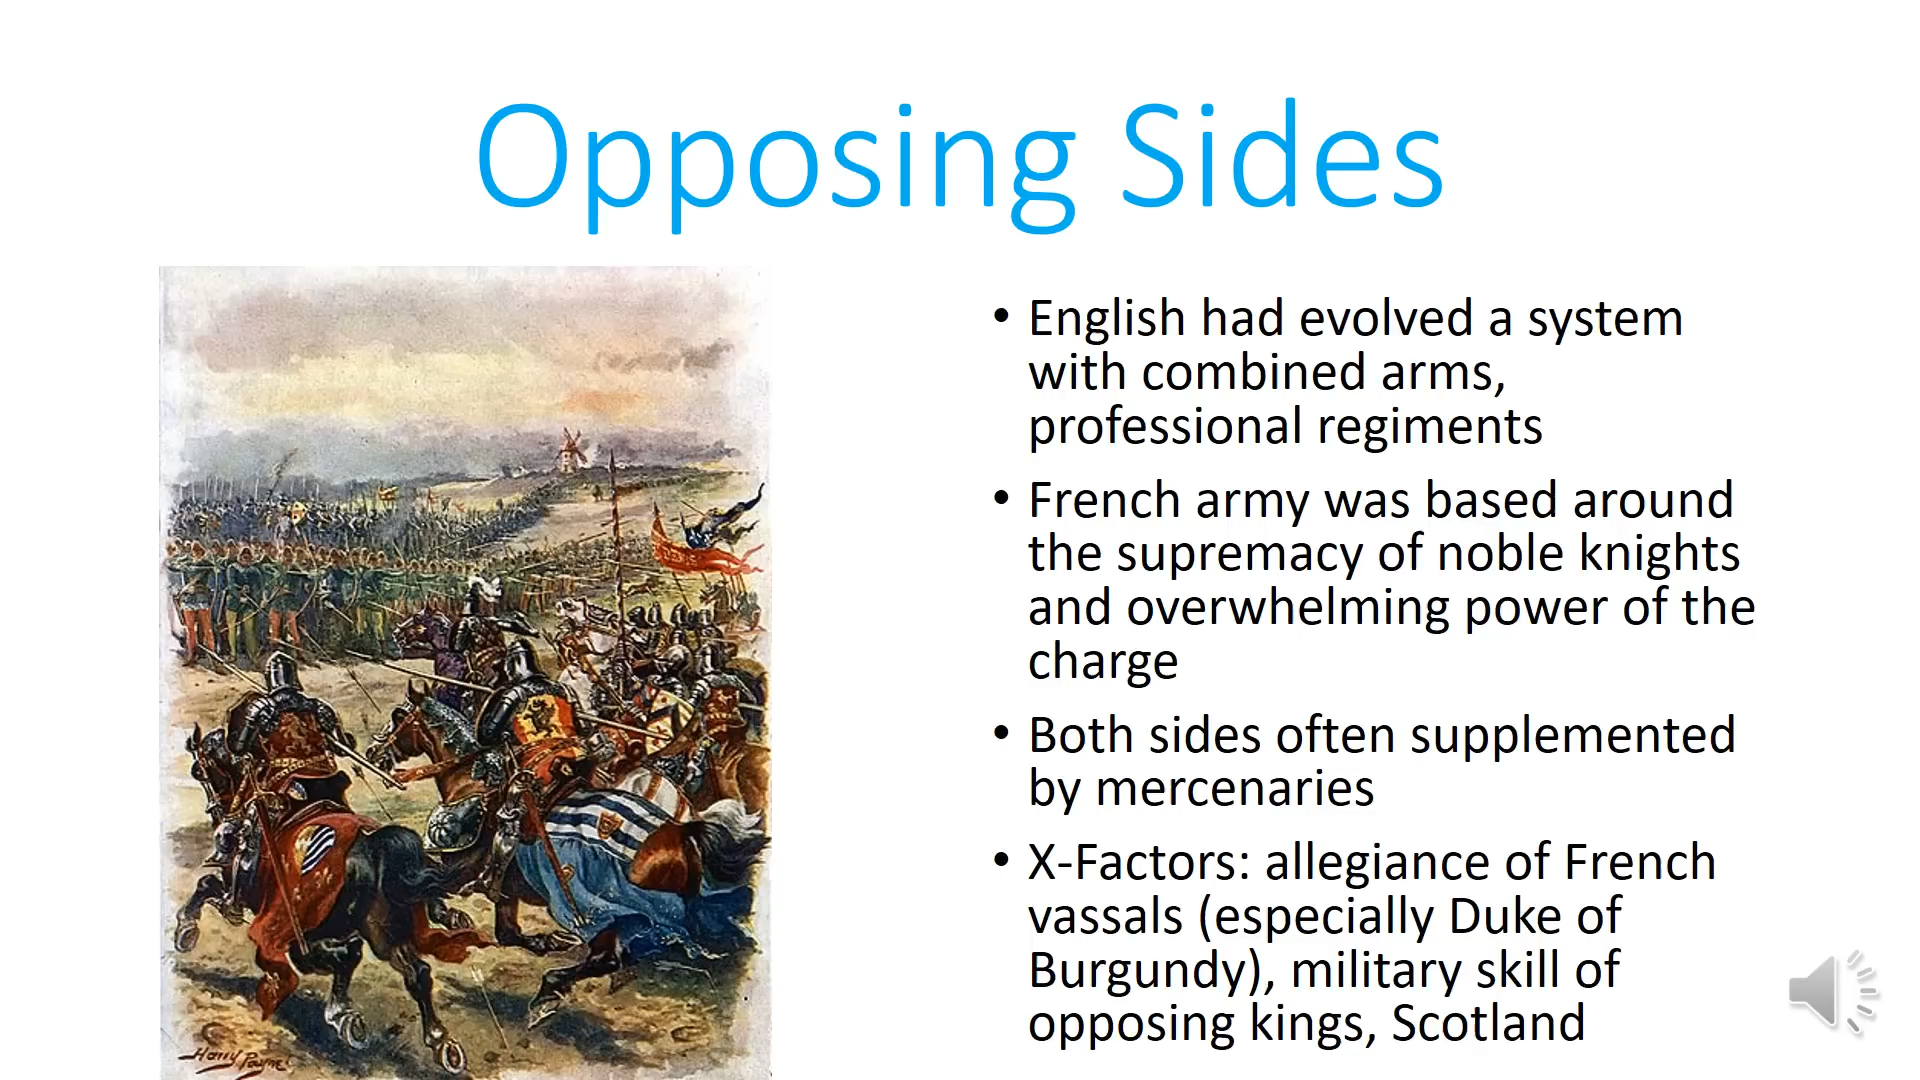 Opposing Sides
• English had evolved a system
with combined arms,
professional regiments
• French army was based around
the supremacy of noble knights
and overwhelming power of the
charge
• Both sides often supplemented
by mercenaries
• X-Factors: allegiance of French
vassals (especially Duke of
Burgundy), military skill of
opposing kings, Scotland
Harry Payne